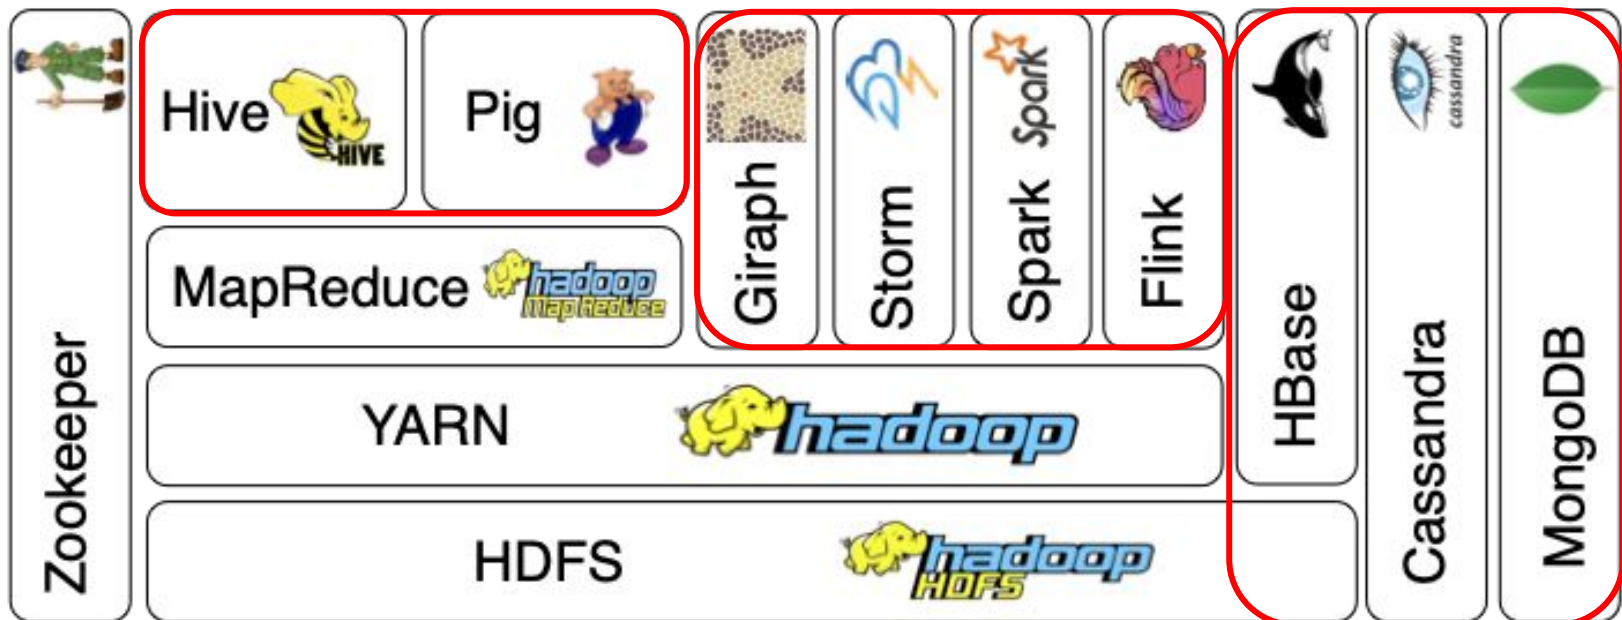 Zookeeper
Hive
HIVE
Pig
MapReduce
hadoop
MapReduce
YARN
hadoop
HDFS
hadoop
HDFS
Giraph
Storm
Spark
Spark
Flink
HBase
cassandra
Cassandra
MongoDB